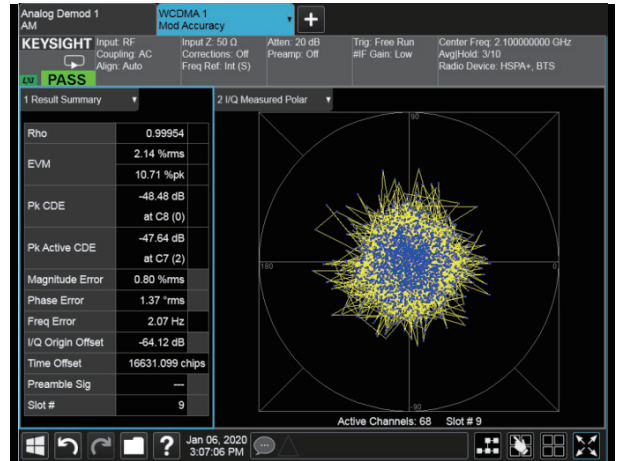 Analog Demod 1
AM
WCDMA 1
Mod Accuracy
KEYSIGHT
Input: RF
Coupling: AC
Align: Auto
Input Z: 50 Ω
Corrections: Off
Freq Ref: Int (S)
Atten: 20 dB
Preamp: Off
Trig: Free Run
#IF Gain: Low
Center Freq: 2.100000000 GHz
Avg|Hold: 3/10
Radio Device: HSPA+, BTS
PASS
1 Result Summary
2 I/Q Measured Polar
Rho 0.99954
EVM 2.14 %rms
10.71 %pk
Pk CDE -48.48 dB
at C8 (0)
Pk Active CDE -47.64 dB
at C7 (2)
Magnitude Error 0.80 %rms
Phase Error 1.37 °rms
Freq Error 2.07 Hz
I/Q Origin Offset -64.12 dB
Time Offset 16631.099 chips
Preamble Sig ---
Slot # 9
90
180
0
-90
Active Channels: 68 Slot # 9
Jan 06, 2020
3:07:06 PM